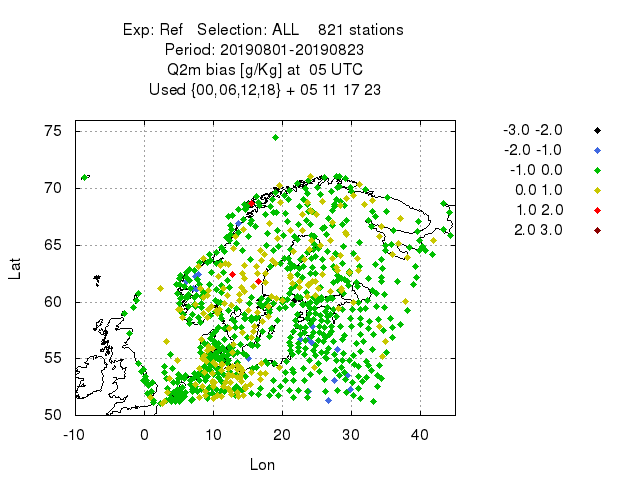 Exp: Ref   Selection: ALL    821 stations
Period: 20190801-20190823
Q2m bias [g/Kg] at  05 UTC
Used {00,06,12,18} + 05 11 17 23
-3.0 -2.0
-2.0 -1.0
-1.0 0.0
0.0 1.0
1.0 2.0
2.0 3.0
75
70
65
60
55
50
Lat
-10 0 10 20 30 40
Lon